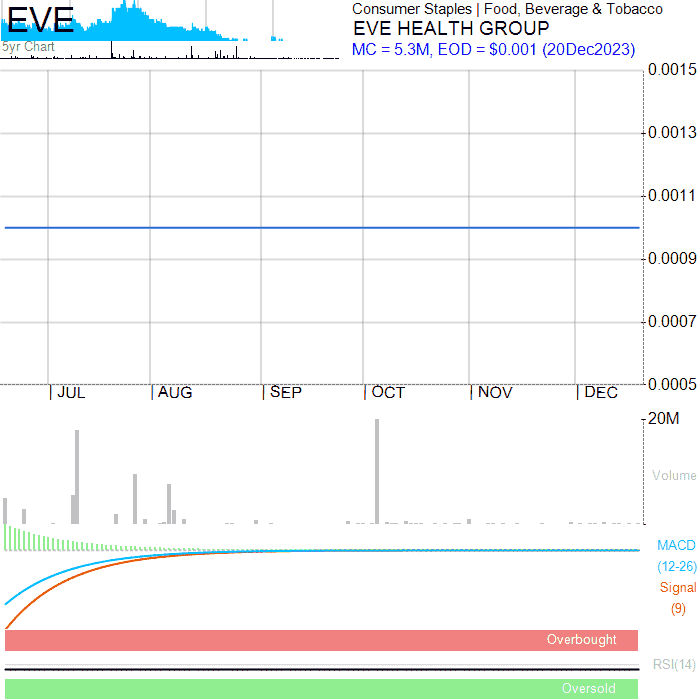 EVE
5yr Chart
Consumer Staples | Food, Beverage & Tobacco
EVE HEALTH GROUP
MC = 5.3M, EOD = $0.001 (20Dec2023)
0.0015
0.0013
0.0011
0.0009
0.0007
0.0005
JUL AUG SEP OCT NOV DEC
20M
Volume
MACD
(12-26)
Signal
(9)
Overbought
RSI(14)
Oversold